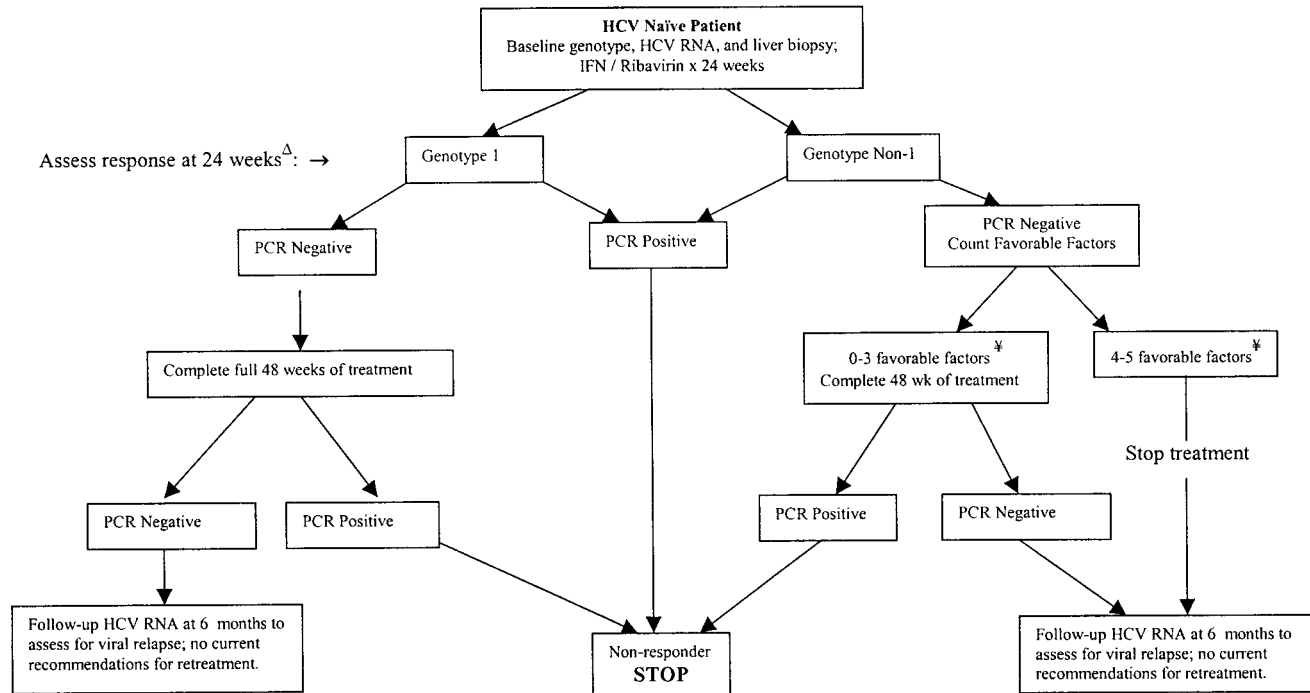 HCV Naïve Patient
Baseline genotype, HCV RNA, and liver biopsy;
IFN / Ribavirin x 24 weeks
Assess response at 24 weeksΔ: →
Genotype 1
Genotype Non-1
PCR Negative
PCR Positive
PCR Negative
Count Favorable Factors
Complete full 48 weeks of treatment
0-3 favorable factors¥
Complete 48 wk of treatment
4-5 favorable factors¥
Stop treatment
PCR Negative
PCR Positive
PCR Positive
PCR Negative
Follow-up HCV RNA at 6 months to
assess for viral relapse; no current
recommendations for retreatment.
Non-responder
STOP
Follow-up HCV RNA at 6 months to
assess for viral relapse; no current
recommendations for retreatment.